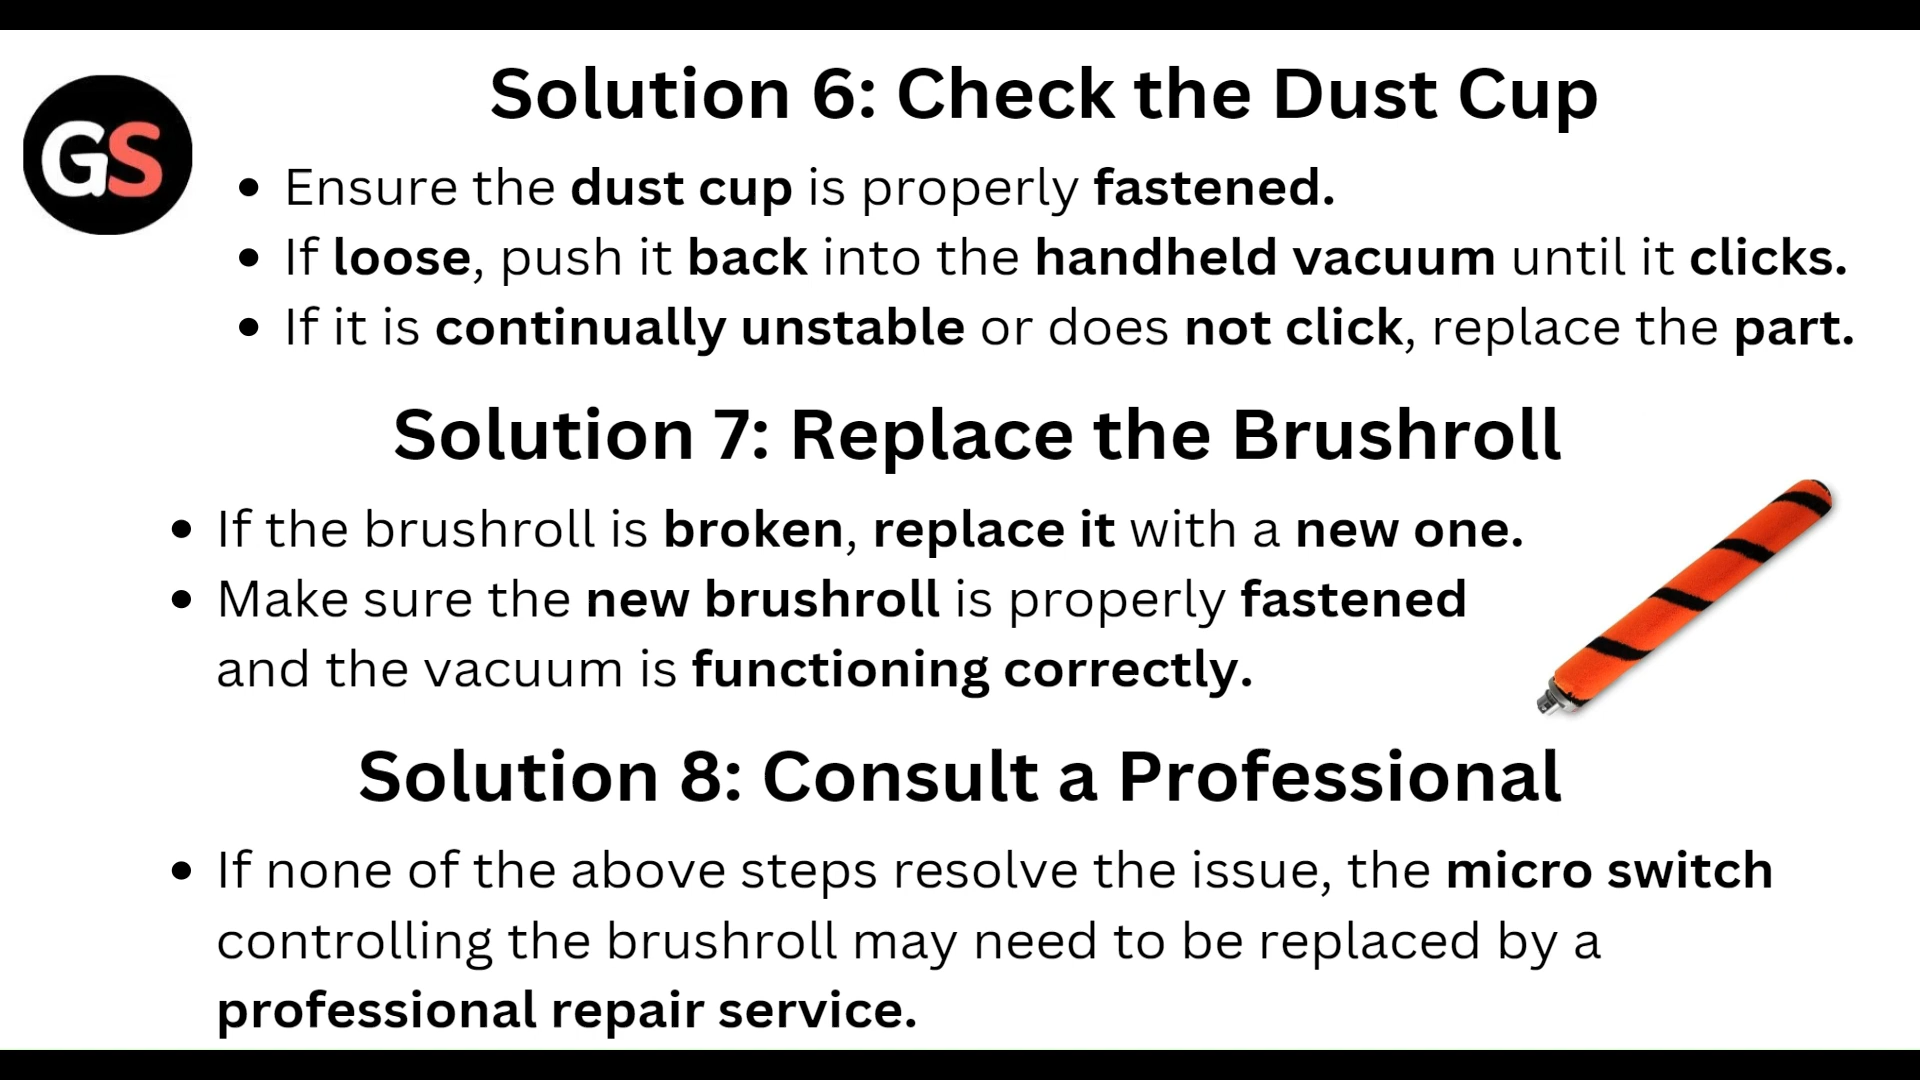 GS
Solution 6: Check the Dust Cup
• Ensure the dust cup is properly fastened.
• If loose, push it back into the handheld vacuum until it clicks.
• If it is continually unstable or does not click, replace the part.
Solution 7: Replace the Brushroll
• If the brushroll is broken, replace it with a new one.
• Make sure the new brushroll is properly fastened
and the vacuum is functioning correctly.
Solution 8: Consult a Professional
• If none of the above steps resolve the issue, the micro switch
controlling the brushroll may need to be replaced by a
professional repair service.